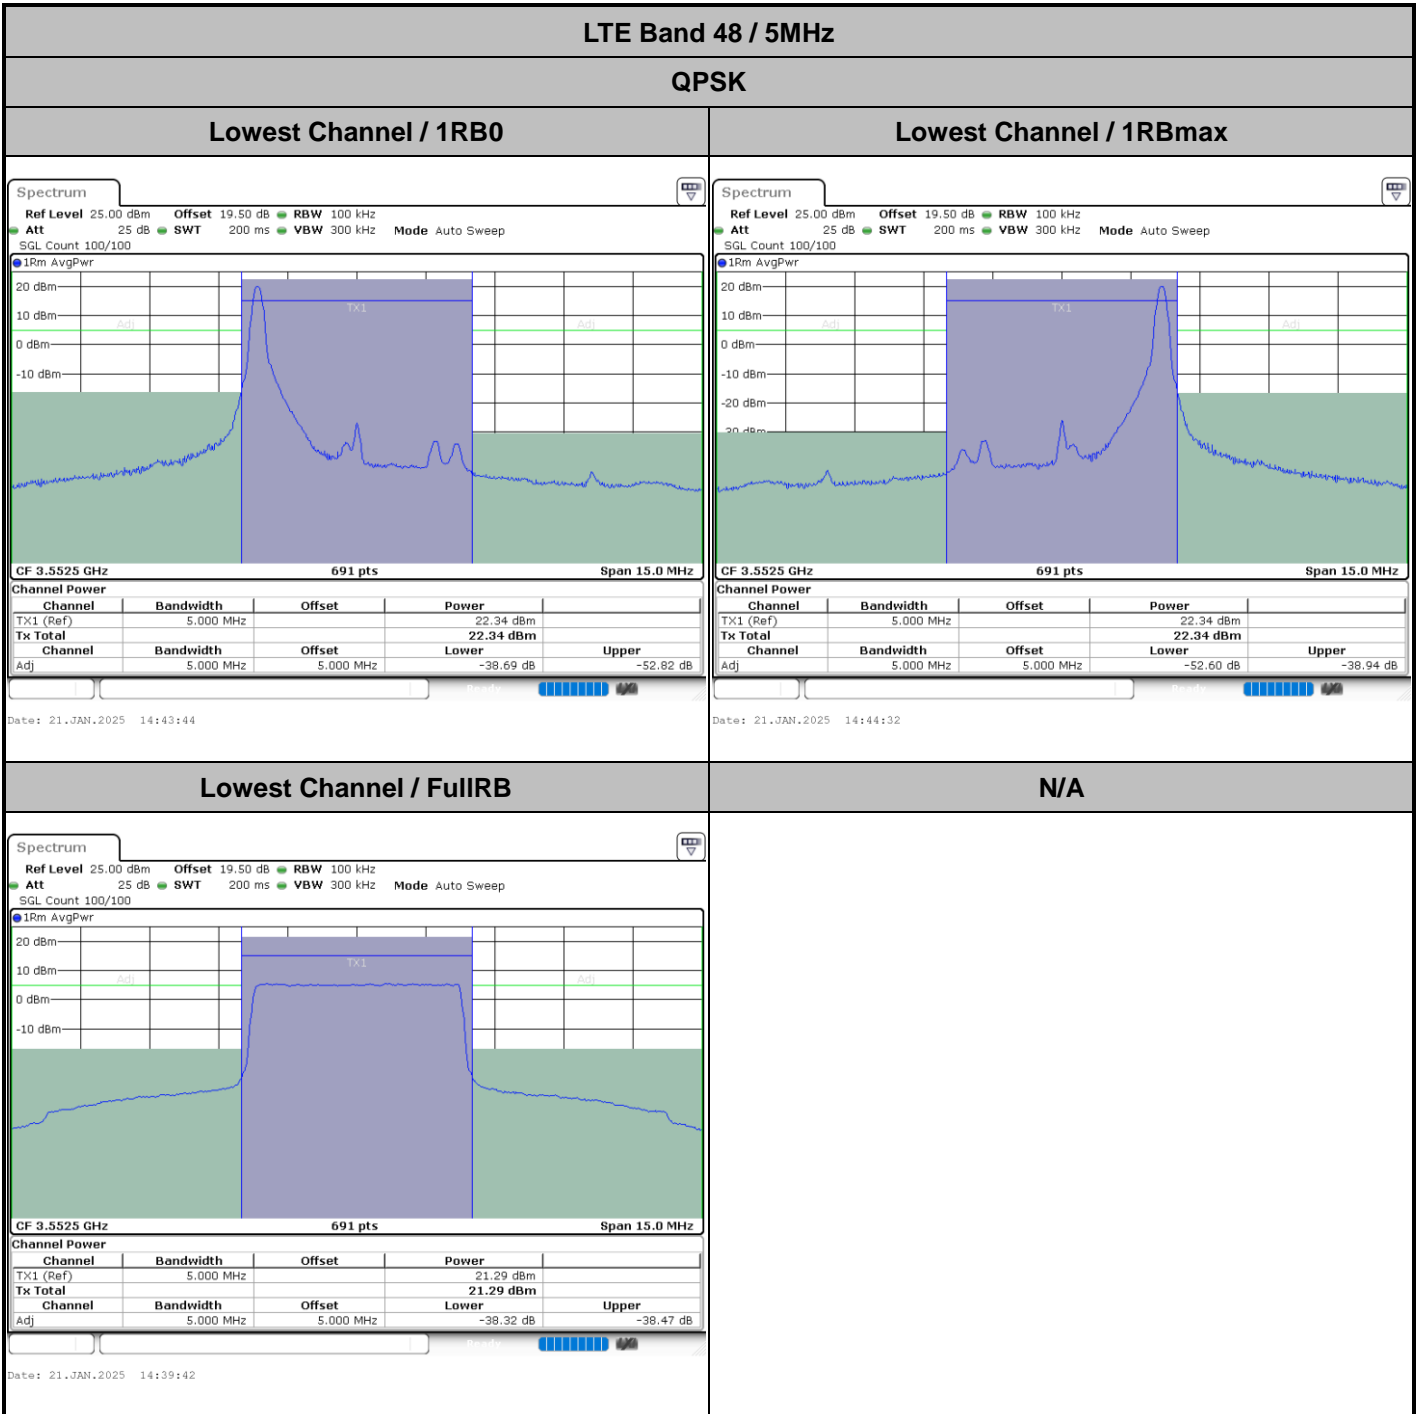 LTE Band 48 / 5MHz
QPSK
Lowest Channel / 1RB0
Lowest Channel / 1RBmax
Spectrum
Ref Level 25.00 dBm Offset 19.50 dB RBW 100 kHz
Att 25 dB SWT 200 ms VBW 300 kHz Mode Auto Sweep
SGL Count 100/100
1Rm AvgPwr
20 dBm
10 dBm
0 dBm
-10 dBm
Adj
TX1
Adj
CF 3.5525 GHz 691 pts Span 15.0 MHz
Channel Power
Channel Bandwidth Offset Power
TX1 (Ref) 5.000 MHz 22.34 dBm
Tx Total 22.34 dBm
Channel Bandwidth Offset Lower Upper
Adj 5.000 MHz 5.000 MHz -38.69 dB -52.82 dB
Ready
Date: 21.JAN.2025 14:43:44
Spectrum
Ref Level 25.00 dBm Offset 19.50 dB RBW 100 kHz
Att 25 dB SWT 200 ms VBW 300 kHz Mode Auto Sweep
SGL Count 100/100
1Rm AvgPwr
20 dBm
10 dBm
0 dBm
-10 dBm
-20 dBm
-30 dBm
Adj
TX1
Adj
CF 3.5525 GHz 691 pts Span 15.0 MHz
Channel Power
Channel Bandwidth Offset Power
TX1 (Ref) 5.000 MHz 22.34 dBm
Tx Total 22.34 dBm
Channel Bandwidth Offset Lower Upper
Adj 5.000 MHz 5.000 MHz -52.60 dB -38.94 dB
Ready
Date: 21.JAN.2025 14:44:32
Lowest Channel / FullRB
N/A
Spectrum
Ref Level 25.00 dBm Offset 19.50 dB RBW 100 kHz
Att 25 dB SWT 200 ms VBW 300 kHz Mode Auto Sweep
SGL Count 100/100
1Rm AvgPwr
20 dBm
10 dBm
0 dBm
-10 dBm
Adj
TX1
Adj
CF 3.5525 GHz 691 pts Span 15.0 MHz
Channel Power
Channel Bandwidth Offset Power
TX1 (Ref) 5.000 MHz 21.29 dBm
Tx Total 21.29 dBm
Channel Bandwidth Offset Lower Upper
Adj 5.000 MHz 5.000 MHz -38.32 dB -38.47 dB
Ready
Date: 21.JAN.2025 14:39:42